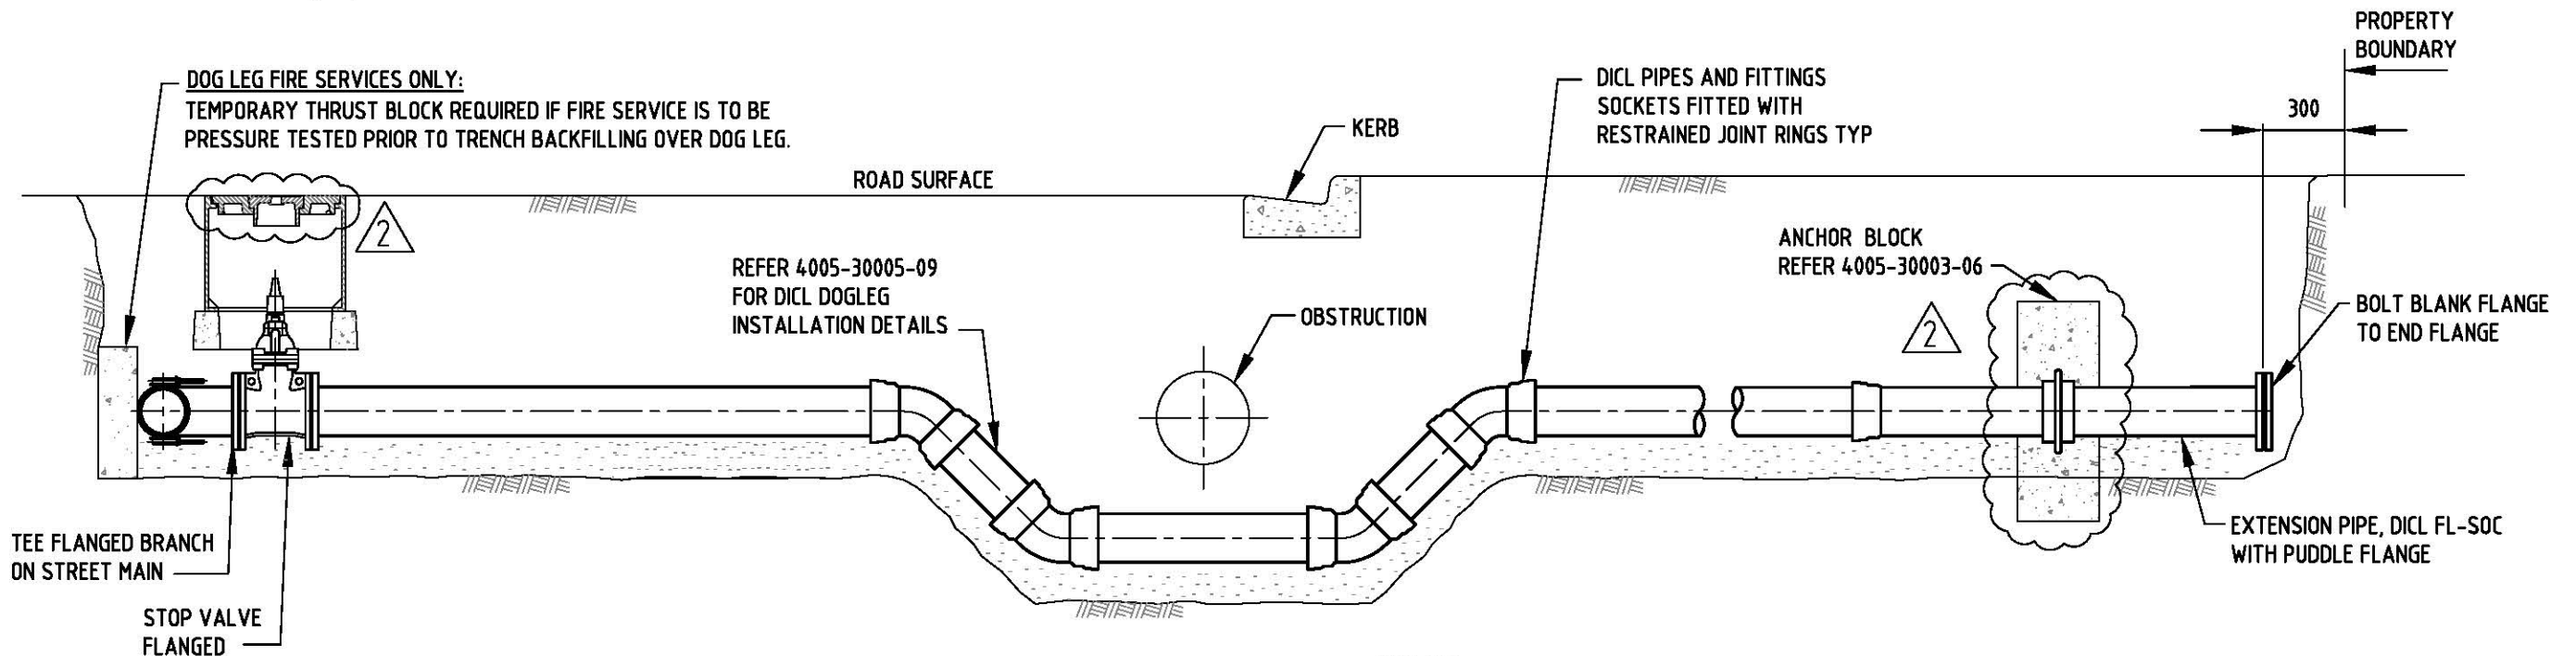 PROPERTY
BOUNDARY
DOG LEG FIRE SERVICES ONLY:
TEMPORARY THRUST BLOCK REQUIRED IF FIRE SERVICE IS TO BE
PRESSURE TESTED PRIOR TO TRENCH BACKFILLING OVER DOG LEG.
DICL PIPES AND FITTINGS
SOCKETS FITTED WITH
RESTRAINED JOINT RINGS TYP
300
KERB
ROAD SURFACE
2
ANCHOR BLOCK
REFER 4005-30003-06
REFER 4005-30005-09
FOR DICL DOGLEG
INSTALLATION DETAILS
OBSTRUCTION
2
BOLT BLANK FLANGE
TO END FLANGE
TEE FLANGED BRANCH
ON STREET MAIN
EXTENSION PIPE, DICL FL-SOC
WITH PUDDLE FLANGE
STOP VALVE
FLANGED